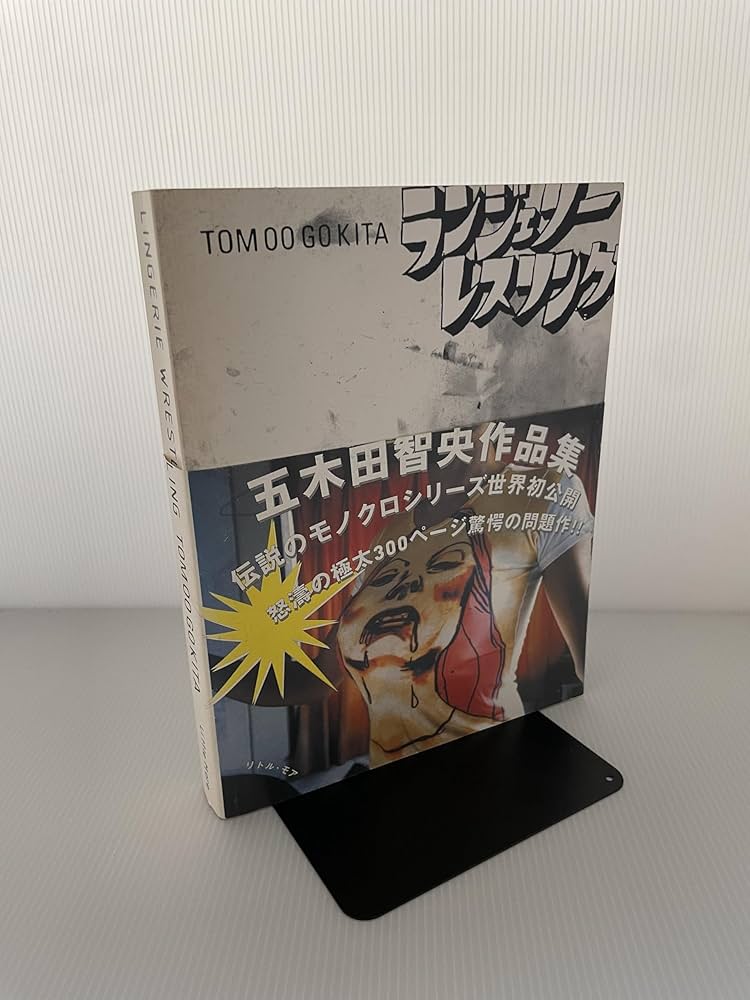 TOMOO GOKITA
ランジェリー
レスリング
五木田智央作品集
伝説のモノクロシリーズ世界初公開
怒濤の極太300ページ驚愕の問題作!!
リトル・モア
LINGERIE WRESTLING TOMOO GOKITA Little More